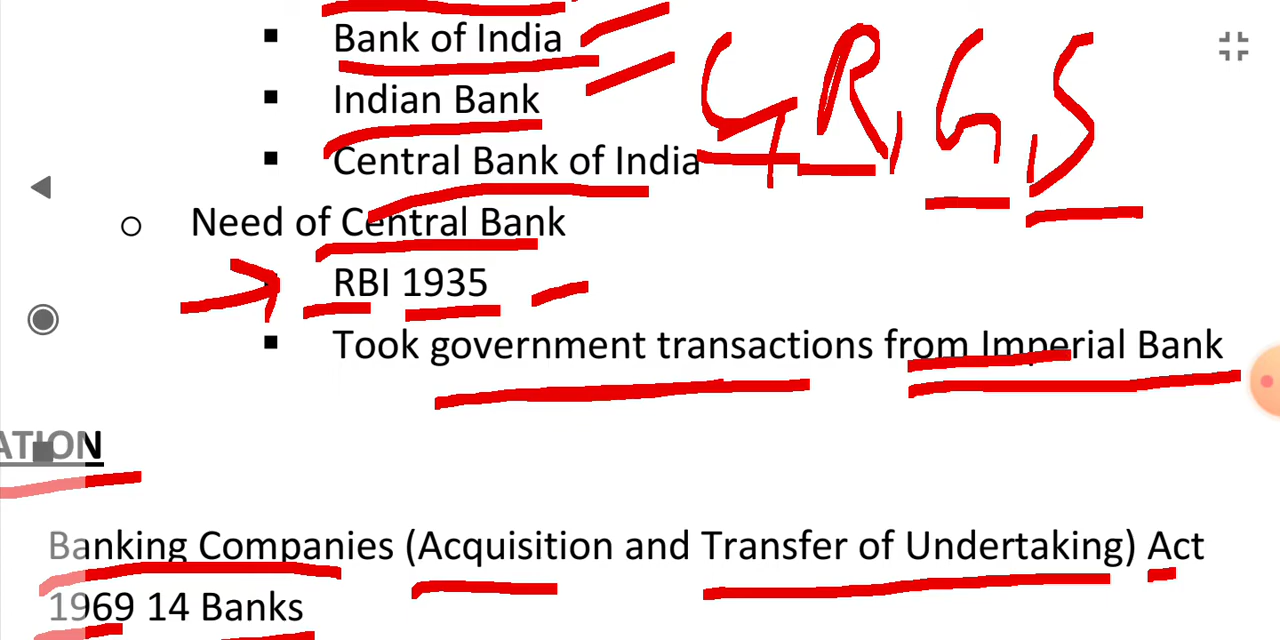 Bank of India
G R, G S
Indian Bank
Central Bank of India
Need of Central Bank
RBI 1935
Took government transactions from Imperial Bank
ATION
Banking Companies (Acquisition and Transfer of Undertaking) Act
1969 14 Banks